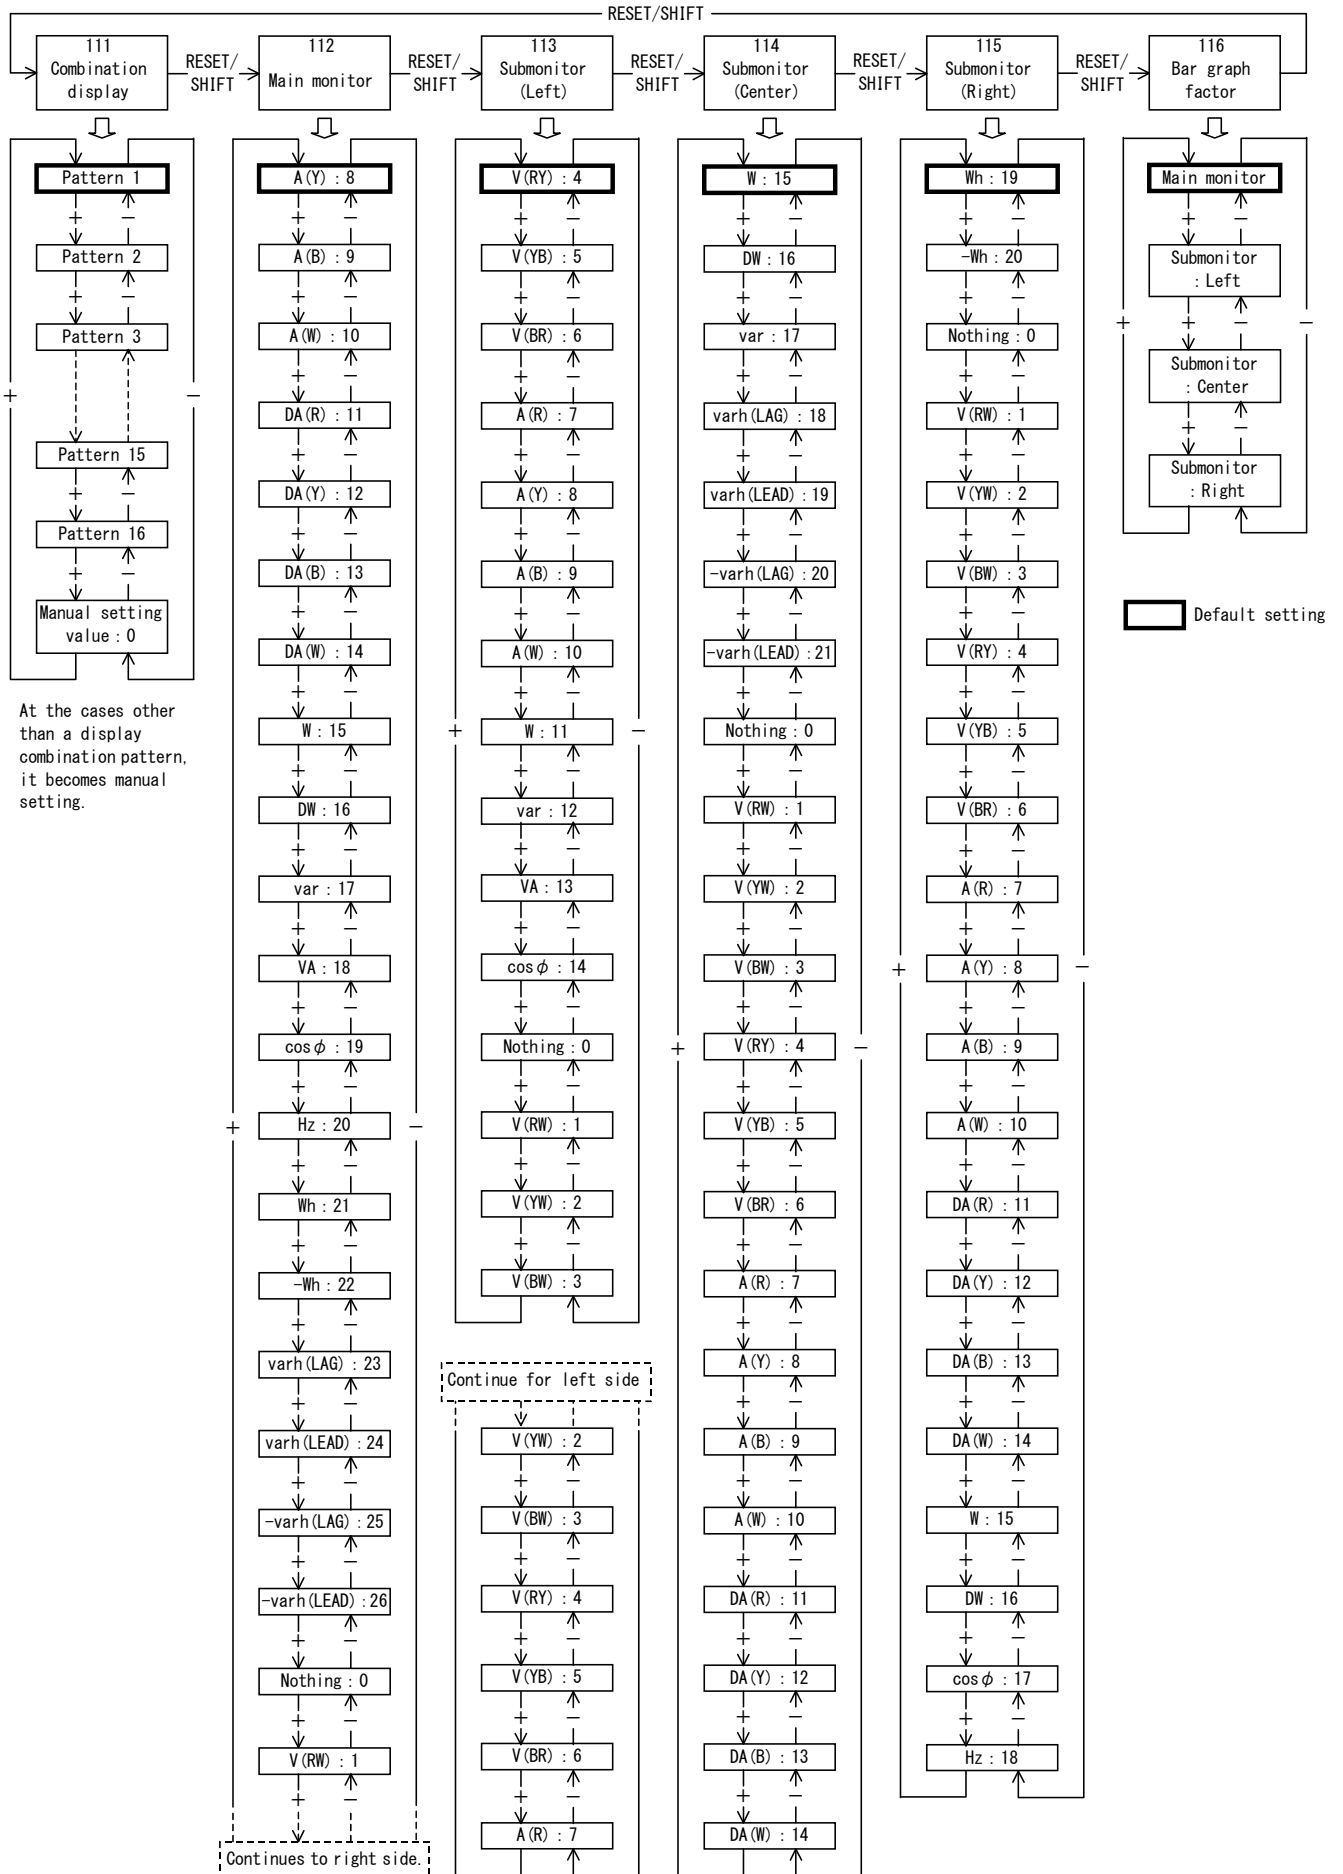 RESET/SHIFT
111
Combination
display
RESET/
SHIFT
112
Main monitor
RESET/
SHIFT
113
Submonitor
(Left)
RESET/
SHIFT
114
Submonitor
(Center)
RESET/
SHIFT
115
Submonitor
(Right)
RESET/
SHIFT
116
Bar graph
factor
Pattern 1
+ −
Pattern 2
+ −
Pattern 3
+ −
Pattern 15
+ −
Pattern 16
+ −
Manual setting
value : 0
At the cases other
than a display
combination pattern,
it becomes manual
setting.
A(Y) : 8
+ −
A(B) : 9
+ −
A(W) : 10
+ −
DA(R) : 11
+ −
DA(Y) : 12
+ −
DA(B) : 13
+ −
DA(W) : 14
+ −
W : 15
+ −
DW : 16
+ −
var : 17
+ −
VA : 18
+ −
cosφ : 19
+ −
+ Hz : 20 −
+ −
Wh : 21
+ −
-Wh : 22
+ −
varh(LAG) : 23
+ −
varh(LEAD) : 24
+ −
-varh(LAG) : 25
+ −
-varh(LEAD) : 26
+ −
Nothing : 0
+ −
V(RW) : 1
+ −
Continues to right side.
V(RY) : 4
+ −
V(YB) : 5
+ −
V(BR) : 6
+ −
A(R) : 7
+ −
A(Y) : 8
+ −
A(B) : 9
+ −
A(W) : 10
+ −
+ W : 11 −
+ −
var : 12
+ −
VA : 13
+ −
cosφ : 14
+ −
Nothing : 0
+ −
V(RW) : 1
+ −
V(YW) : 2
+ −
V(BW) : 3
Continue for left side
V(YW) : 2
+ −
V(BW) : 3
+ −
V(RY) : 4
+ −
V(YB) : 5
+ −
V(BR) : 6
+ −
A(R) : 7
W : 15
+ −
DW : 16
+ −
var : 17
+ −
varh(LAG) : 18
+ −
varh(LEAD) : 19
+ −
-varh(LAG) : 20
+ −
-varh(LEAD) : 21
+ −
Nothing : 0
+ −
V(RW) : 1
+ −
V(YW) : 2
+ −
V(BW) : 3
+ −
+ V(RY) : 4 −
+ −
V(YB) : 5
+ −
V(BR) : 6
+ −
A(R) : 7
+ −
A(Y) : 8
+ −
A(B) : 9
+ −
A(W) : 10
+ −
DA(R) : 11
+ −
DA(Y) : 12
+ −
DA(B) : 13
+ −
DA(W) : 14
Wh : 19
+ −
-Wh : 20
+ −
Nothing : 0
+ −
V(RW) : 1
+ −
V(YW) : 2
+ −
V(BW) : 3
+ −
V(RY) : 4
+ −
V(YB) : 5
+ −
V(BR) : 6
+ −
A(R) : 7
+ −
+ A(Y) : 8 −
+ −
A(B) : 9
+ −
A(W) : 10
+ −
DA(R) : 11
+ −
DA(Y) : 12
+ −
DA(B) : 13
+ −
DA(W) : 14
+ −
W : 15
+ −
DW : 16
+ −
cosφ : 17
+ −
Hz : 18
Main monitor
+ −
Submonitor
: Left
+ + − −
Submonitor
: Center
+ −
Submonitor
: Right
Default setting